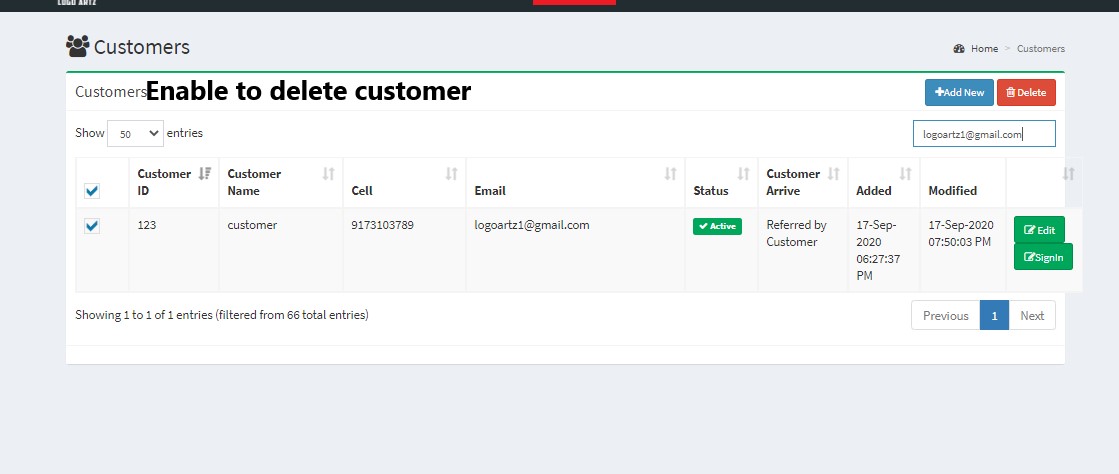 LOGO ARTZ
Customers
Home > Customers
Customers Enable to delete customer
Add New Delete
Show 50 entries
logoartz1@gmail.com
Customer ID Customer Name Cell Email Status Customer Arrive Added Modified
123 customer 9173103789 logoartz1@gmail.com Active Referred by Customer 17-Sep-2020 06:27:37 PM 17-Sep-2020 07:50:03 PM Edit
SignIn
Showing 1 to 1 of 1 entries (filtered from 66 total entries)
Previous 1 Next